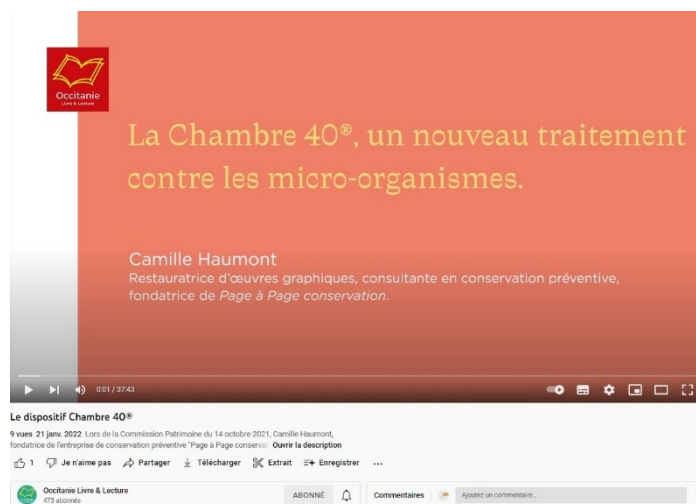 Occitanie
Livre & Lecture
La Chambre 40®, un nouveau traitement
contre les micro-organismes.
Camille Haumont
Restauratrice d'œuvres graphiques, consultante en conservation préventive,
fondatrice de Page à Page conservation.
0:01 / 37:43
Le dispositif Chambre 40®
9 vues 21 janv. 2022 Lors de la Commission Patrimoine du 14 octobre 2021, Camille Haumont,
fondatrice de l'entreprise de conservation préventive "Page à Page conserva Ouvrir la description
1 Je n'aime pas Partager Télécharger Extrait Enregistrer ...
Occitanie Livre & Lecture
473 abonnés
ABONNÉ
Commentaires
Ajoutez un commentaire...